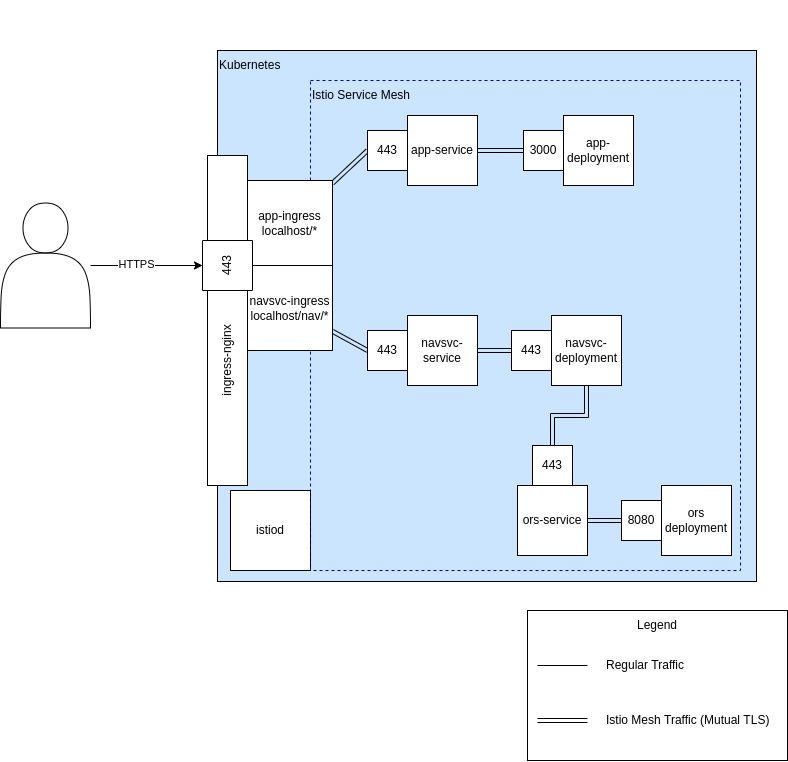 Kubernetes
Istio Service Mesh
443
app-service
3000
app-
deployment
app-ingress
localhost/*
HTTPS
443
navsvc-ingress
localhost/nav/*
ingress-nginx
443
navsvc-
service
443
navsvc-
deployment
443
ors-service
8080
ors
deployment
istiod
Legend
Regular Traffic
Istio Mesh Traffic (Mutual TLS)